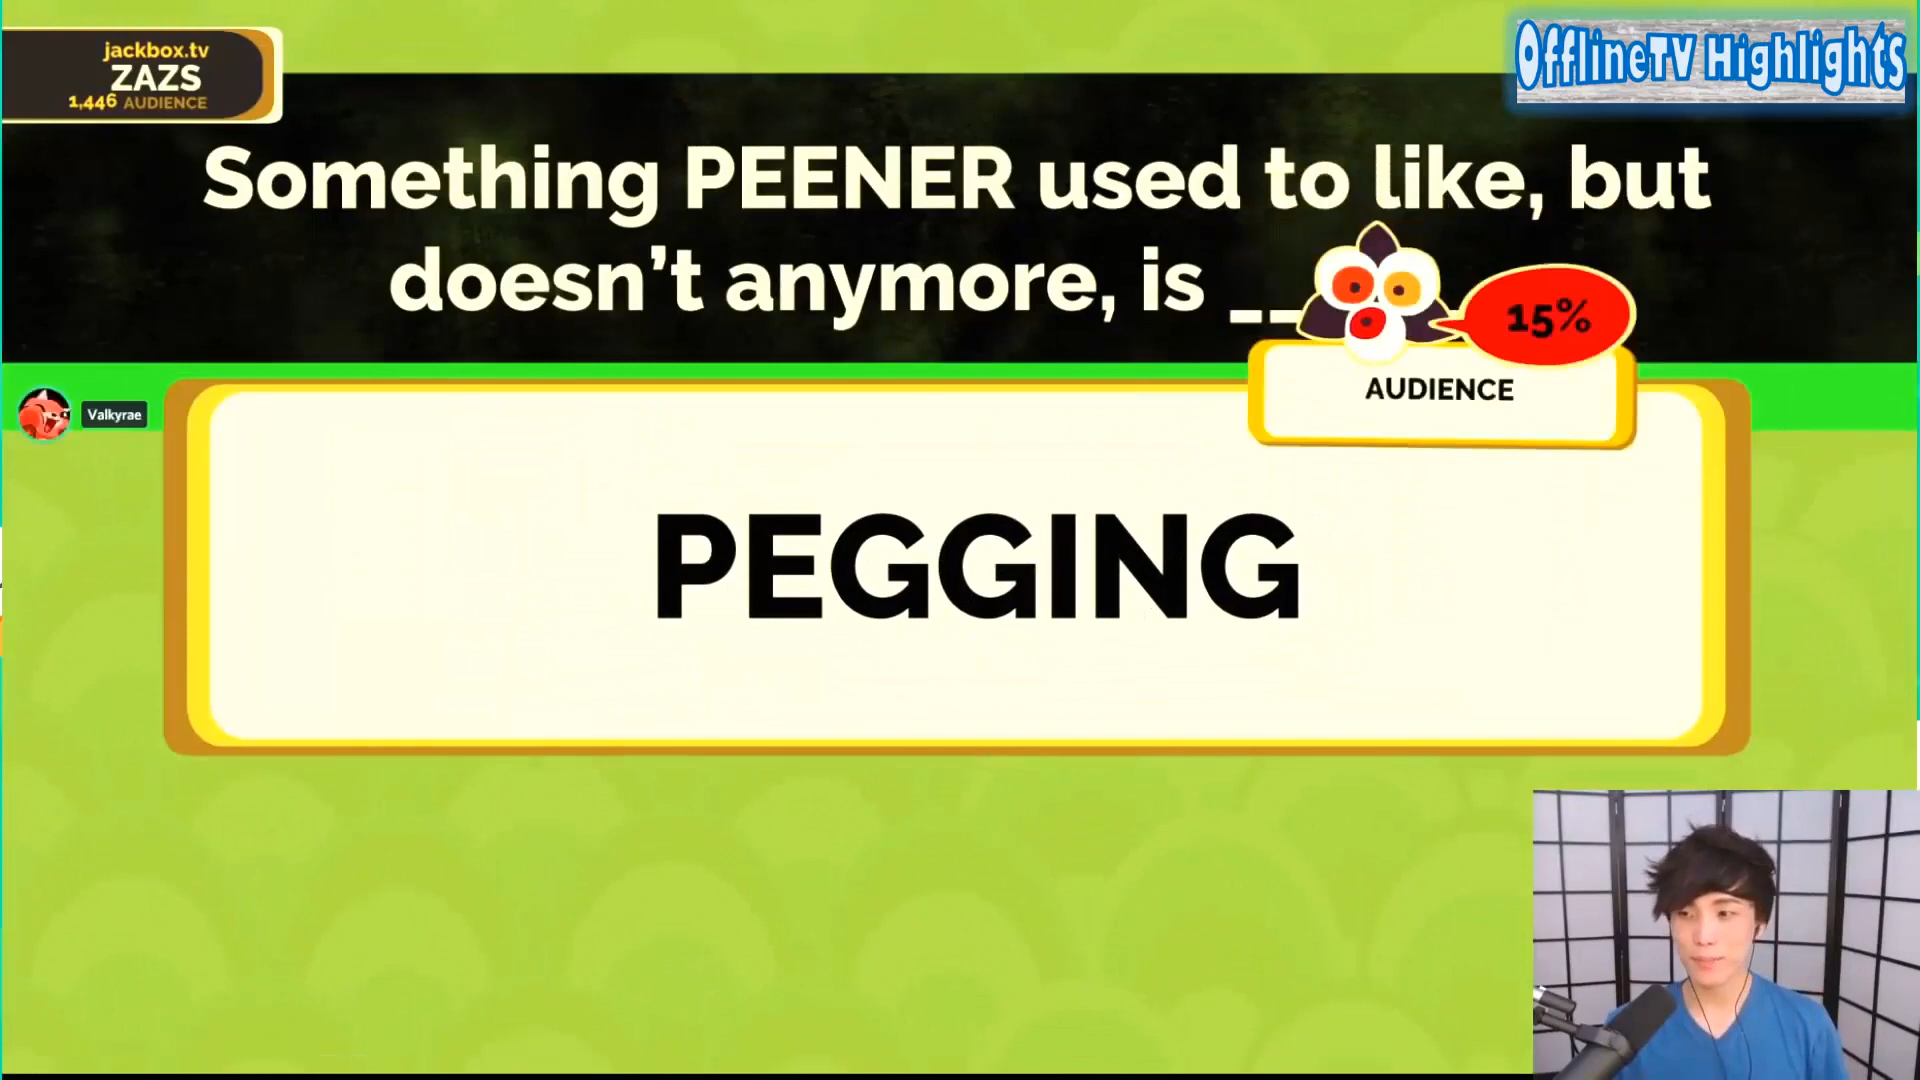 jackbox.tv
ZAZS
1,446 AUDIENCE
OfflineTV Highlights
Something PEENER used to like, but
doesn't anymore, is __
15%
AUDIENCE
Valkyrae
PEGGING